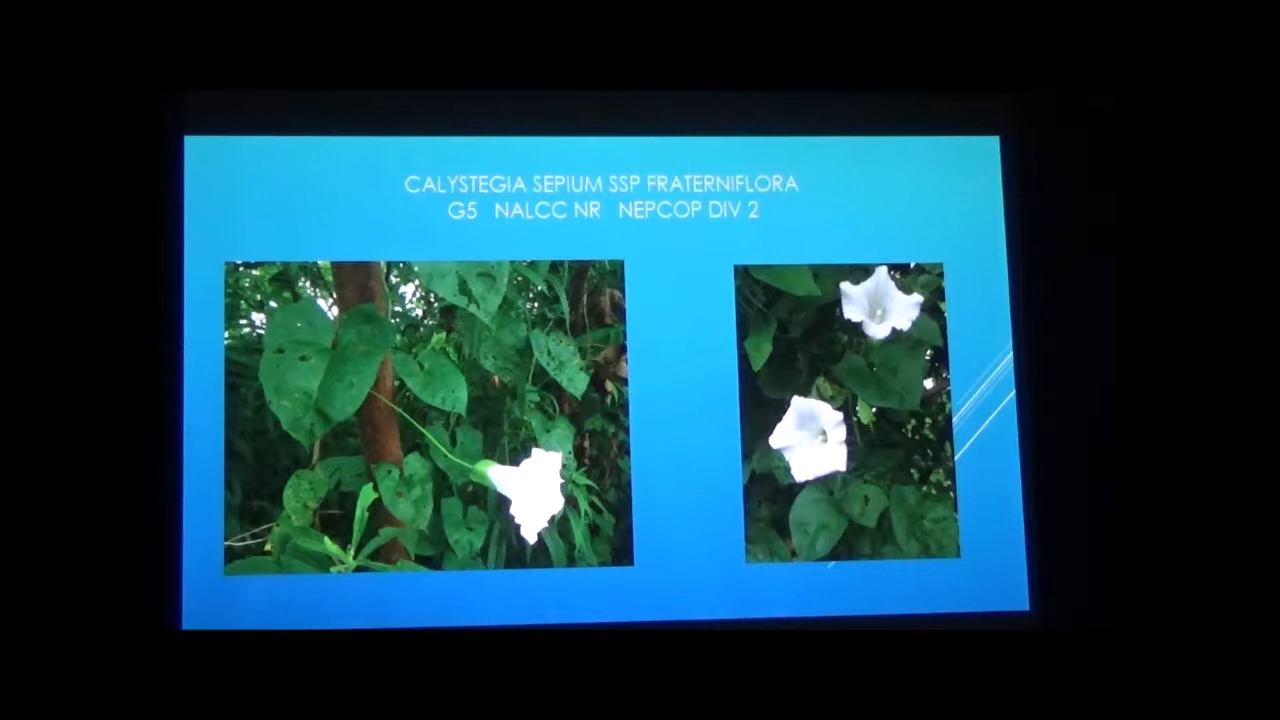 CALYSTEGIA SEPIUM SSP FRATERNIFLORA
G5 NALCC NR NEPCOP DIV 2